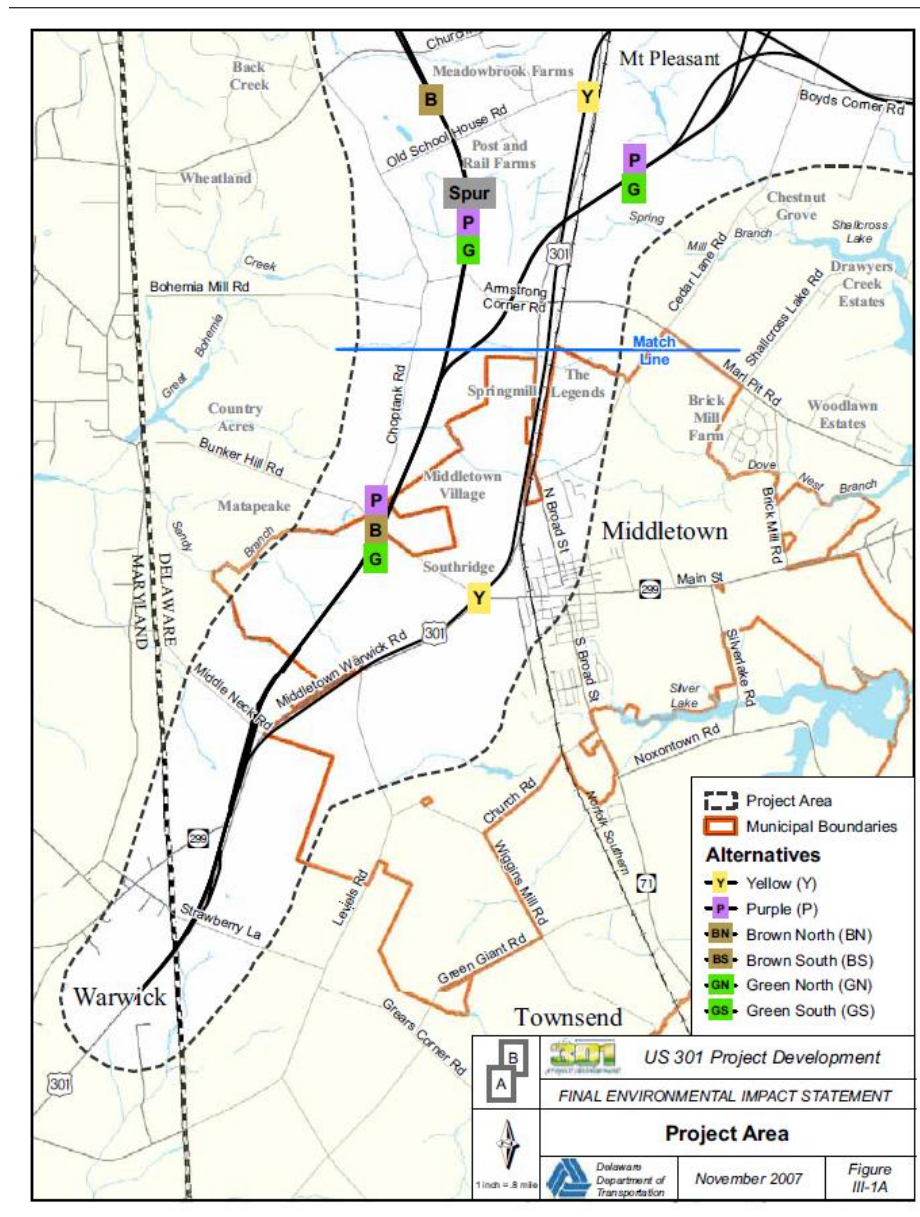 Church
Mt Pleasant
Back
Creek
Meadowbrook Farms
B
Y
Boyds Corner Rd
Old School House Rd
Post and
Rail Farms
P
G
Wheatland
Spur
P
G
Chestnut
Grove
Spring
Mill
Branch
Shallcross
Lake
Cedar Lane Rd
301
Creek
Drawyers
Creek
Estates
Bohemia Mill Rd
Armstrong
Corner Rd
Shallcross Lake Rd
Great
Bohemia
Match
Line
Marl Pit Rd
Choptank Rd
Springmill
The
Legends
Country
Acres
Brick
Mill
Farm
Woodlawn
Estates
Bunker Hill Rd
Dove
Nest
Branch
Middletown
Village
Matapeake
P
B
G
N Broad St
Brick Mill Rd
Sandy
Branch
Middletown
DELAWARE
MARYLAND
Southridge
Y
299
Main St
301
Middletown Warwick Rd
S Broad St
Silverlake Rd
Middle Neck Rd
Silver
Lake
Noxontown Rd
Church Rd
Norfolk Southern
299
Wiggins Mill Rd
71
Levels Rd
Strawberry La
Green Giant Rd
Warwick
Grears Corner Rd
Townsend
301
Project Area
Municipal Boundaries
Alternatives
Y Yellow (Y)
P Purple (P)
BN Brown North (BN)
BS Brown South (BS)
GN Green North (GN)
GS Green South (GS)
B
A
301
US 301 Project Development
FINAL ENVIRONMENTAL IMPACT STATEMENT
Project Area
1 inch = .8 mile
Delaware
Department of
Transportation
November 2007
Figure
III-1A